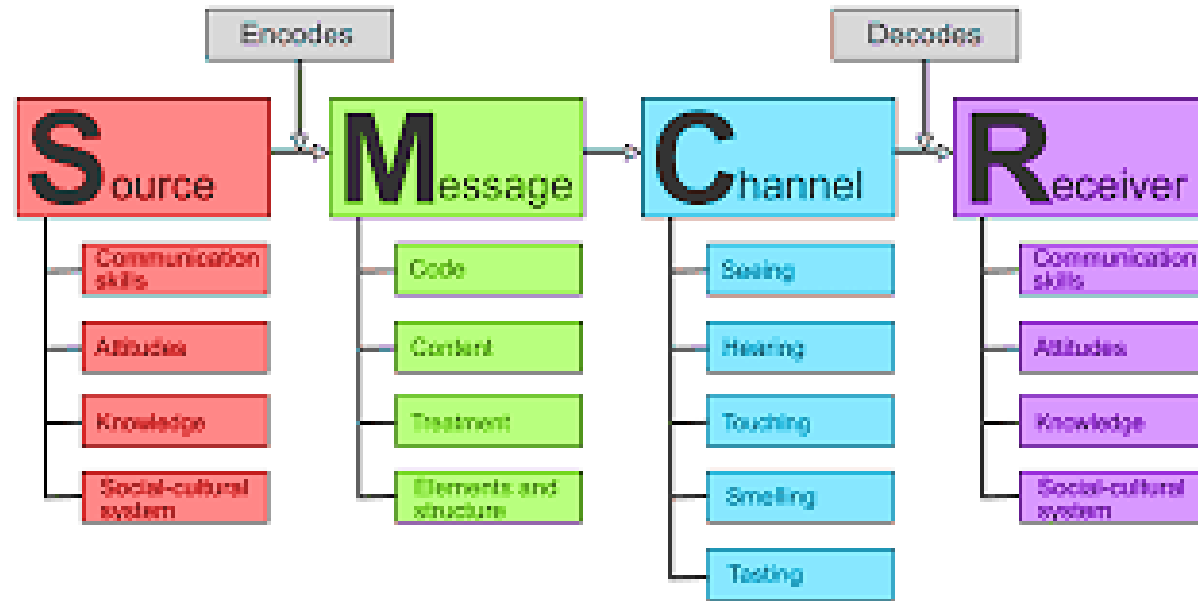 Encodes
Decodes
Source
Message
Channel
Receiver
Communication
skills
Attitudes
Knowledge
Social-cultural
system
Code
Content
Treatment
Elements and
structure
Seeing
Hearing
Touching
Smelling
Tasting
Communication
skills
Attitudes
Knowledge
Social-cultural
system